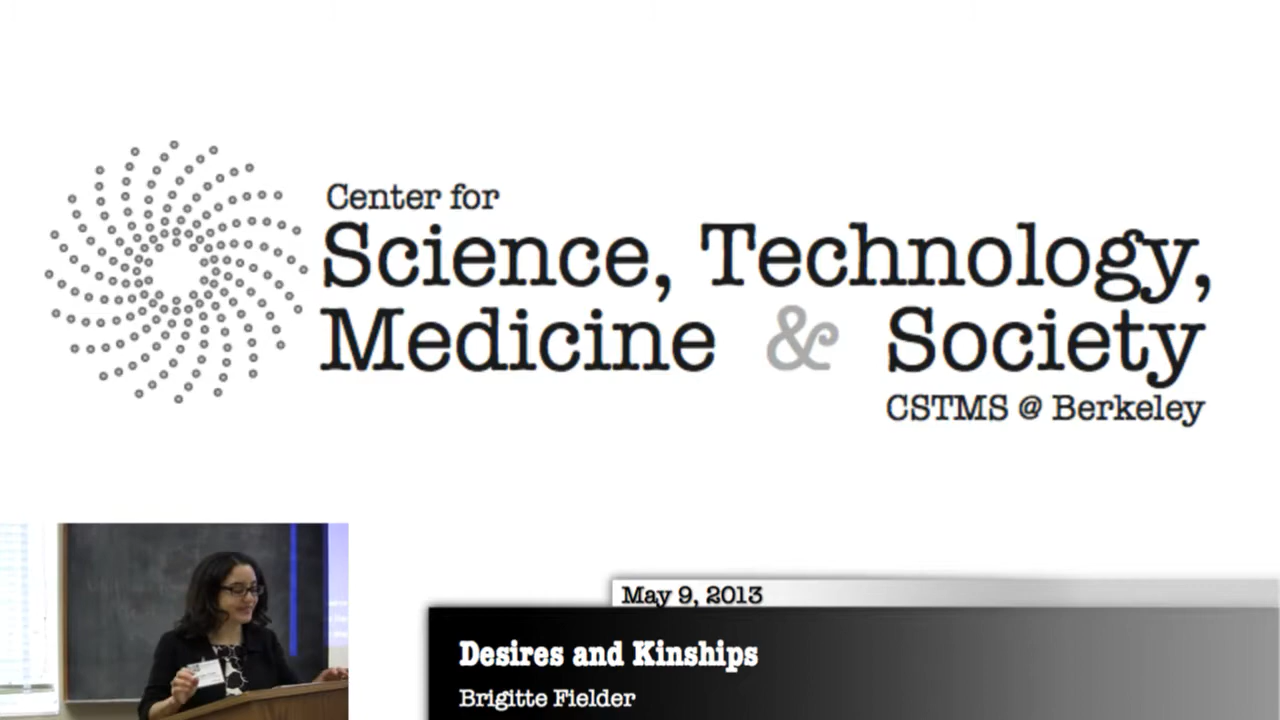 Center for
Science, Technology,
Medicine & Society
CSTMS @ Berkeley
May 9, 2013
Desires and Kinships
Brigitte Fielder